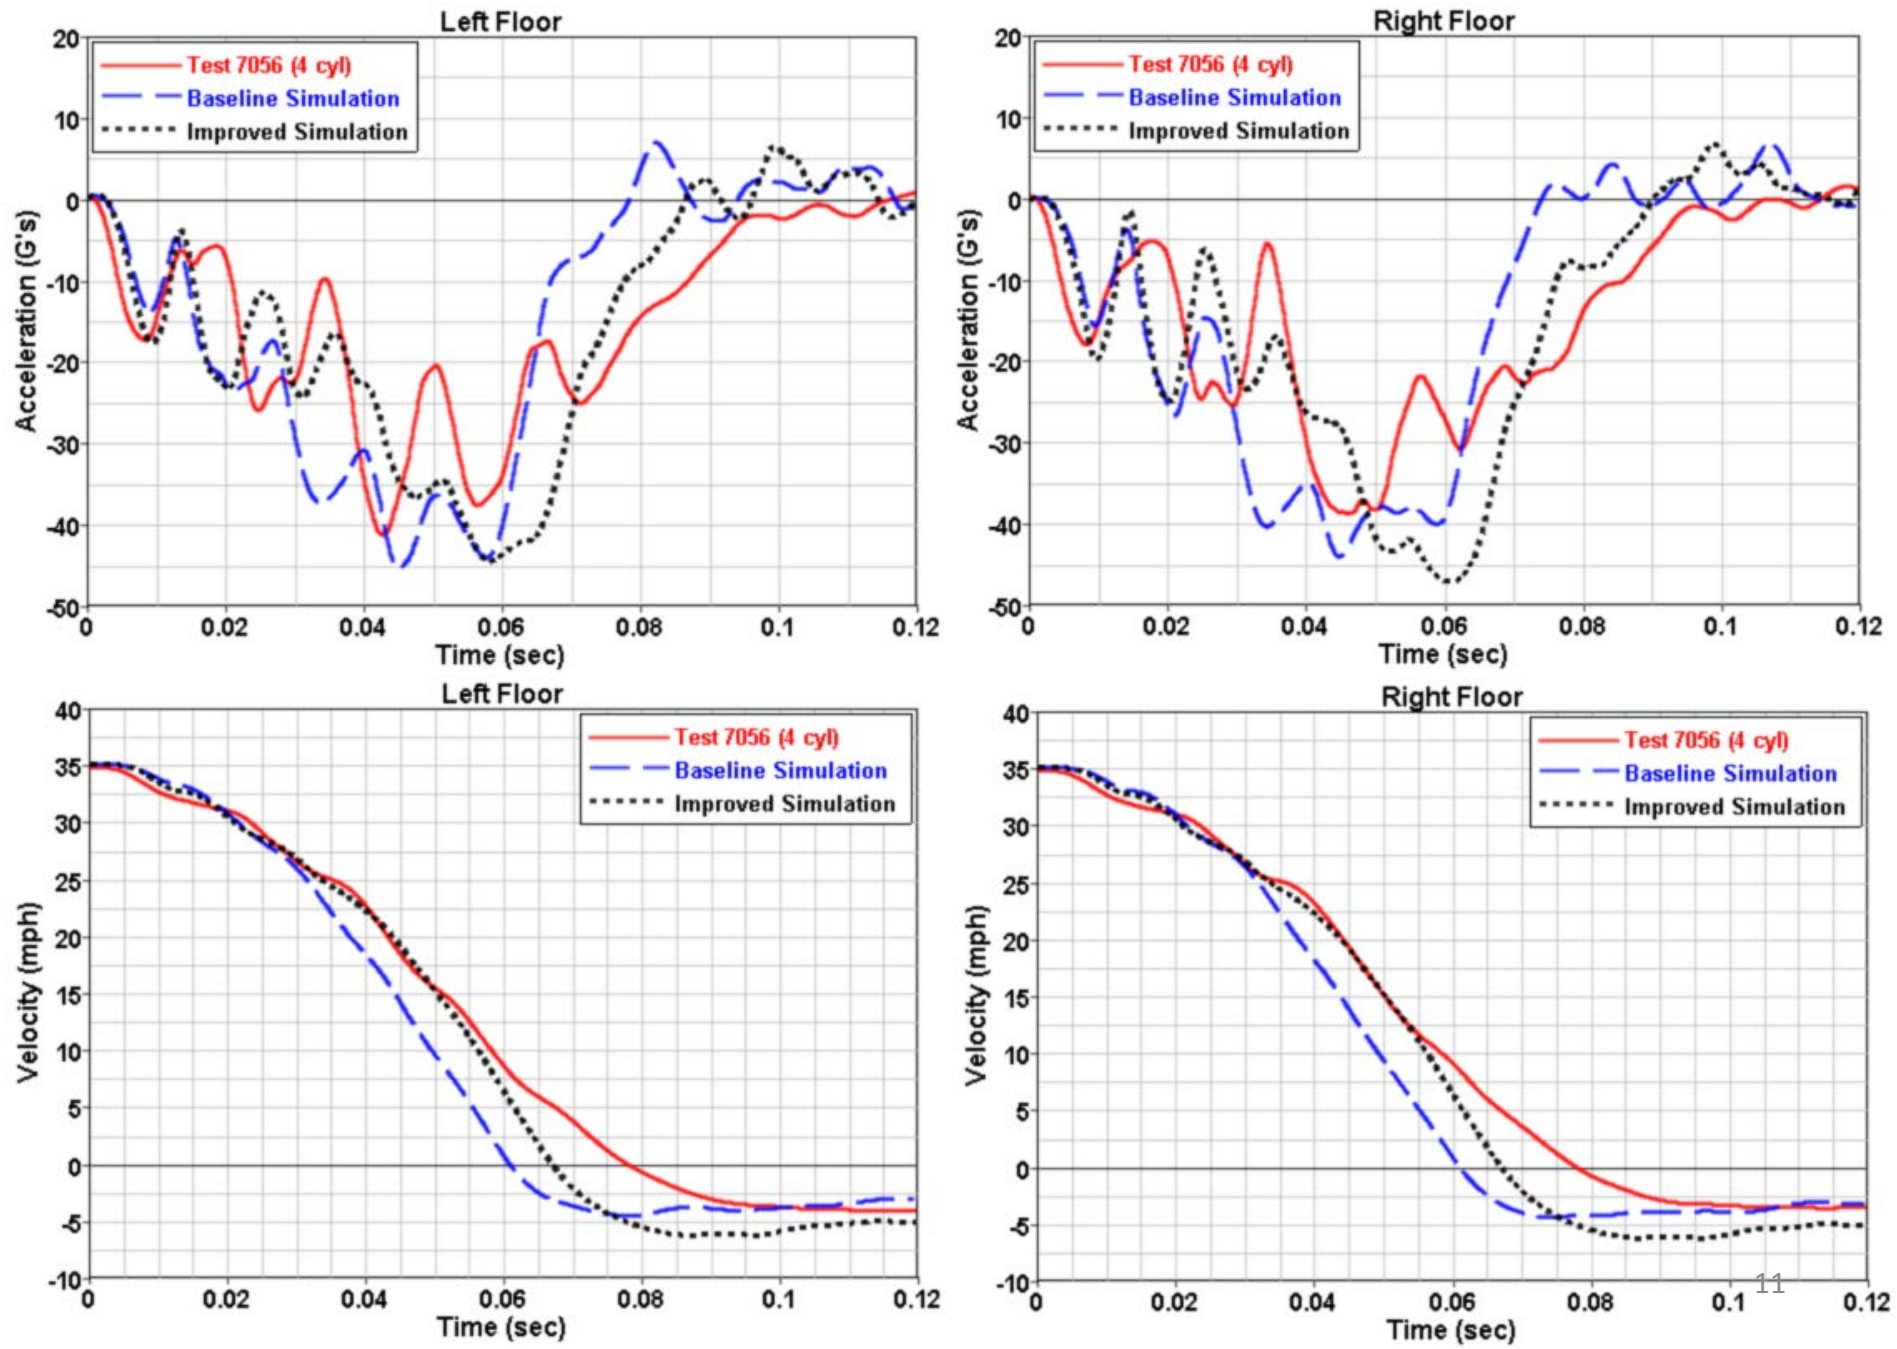 Left Floor
20
10
0
-10
-20
-30
-40
-50
Acceleration (G's)
Test 7056 (4 cyl)
Baseline Simulation
Improved Simulation
0 0.02 0.04 0.06 0.08 0.1 0.12
Time (sec)
Right Floor
20
10
0
-10
-20
-30
-40
-50
Acceleration (G's)
Test 7056 (4 cyl)
Baseline Simulation
Improved Simulation
0 0.02 0.04 0.06 0.08 0.1 0.12
Time (sec)
Left Floor
40
35
30
25
20
15
10
5
0
-5
-10
Velocity (mph)
Test 7056 (4 cyl)
Baseline Simulation
Improved Simulation
0 0.02 0.04 0.06 0.08 0.1 0.12
Time (sec)
Right Floor
40
35
30
25
20
15
10
5
0
-5
-10
Velocity (mph)
Test 7056 (4 cyl)
Baseline Simulation
Improved Simulation
0 0.02 0.04 0.06 0.08 0.1 0.12
Time (sec)
11